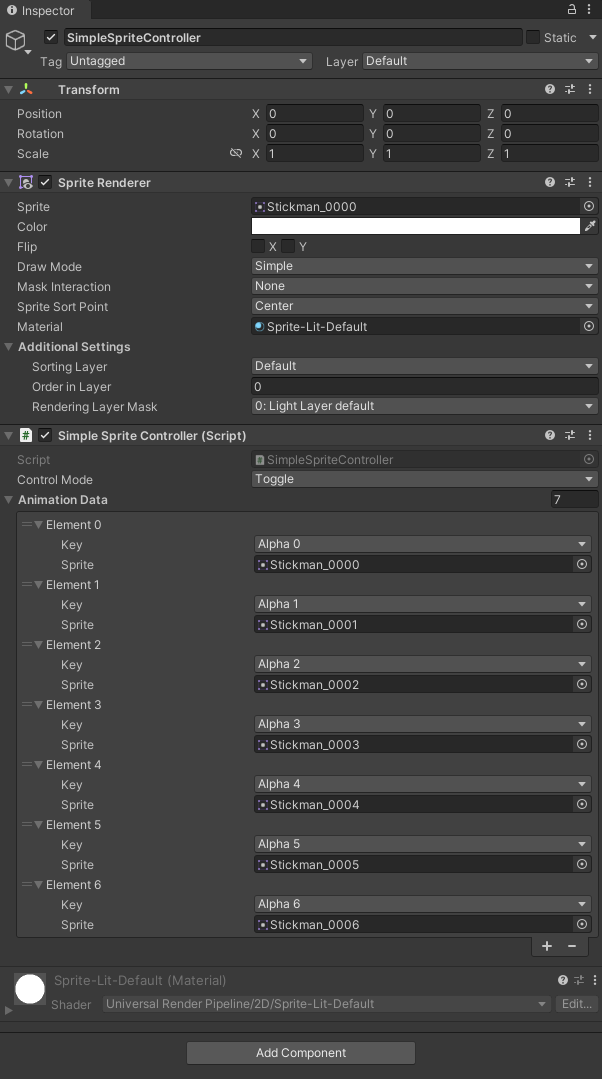 Inspector
SimpleSpriteController Static
Tag Untagged Layer Default
Transform
Position X 0 Y 0 Z 0
Rotation X 0 Y 0 Z 0
Scale X 1 Y 1 Z 1
Sprite Renderer
Sprite Stickman_0000
Color
Flip X Y
Draw Mode Simple
Mask Interaction None
Sprite Sort Point Center
Material Sprite-Lit-Default
Additional Settings
Sorting Layer Default
Order in Layer 0
Rendering Layer Mask 0: Light Layer default
# Simple Sprite Controller (Script)
Script # SimpleSpriteController
Control Mode Toggle
Animation Data 7
Element 0
Key Alpha 0
Sprite Stickman_0000
Element 1
Key Alpha 1
Sprite Stickman_0001
Element 2
Key Alpha 2
Sprite Stickman_0002
Element 3
Key Alpha 3
Sprite Stickman_0003
Element 4
Key Alpha 4
Sprite Stickman_0004
Element 5
Key Alpha 5
Sprite Stickman_0005
Element 6
Key Alpha 6
Sprite Stickman_0006
+ −
Sprite-Lit-Default (Material)
Shader Universal Render Pipeline/2D/Sprite-Lit-Default Edit...
Add Component